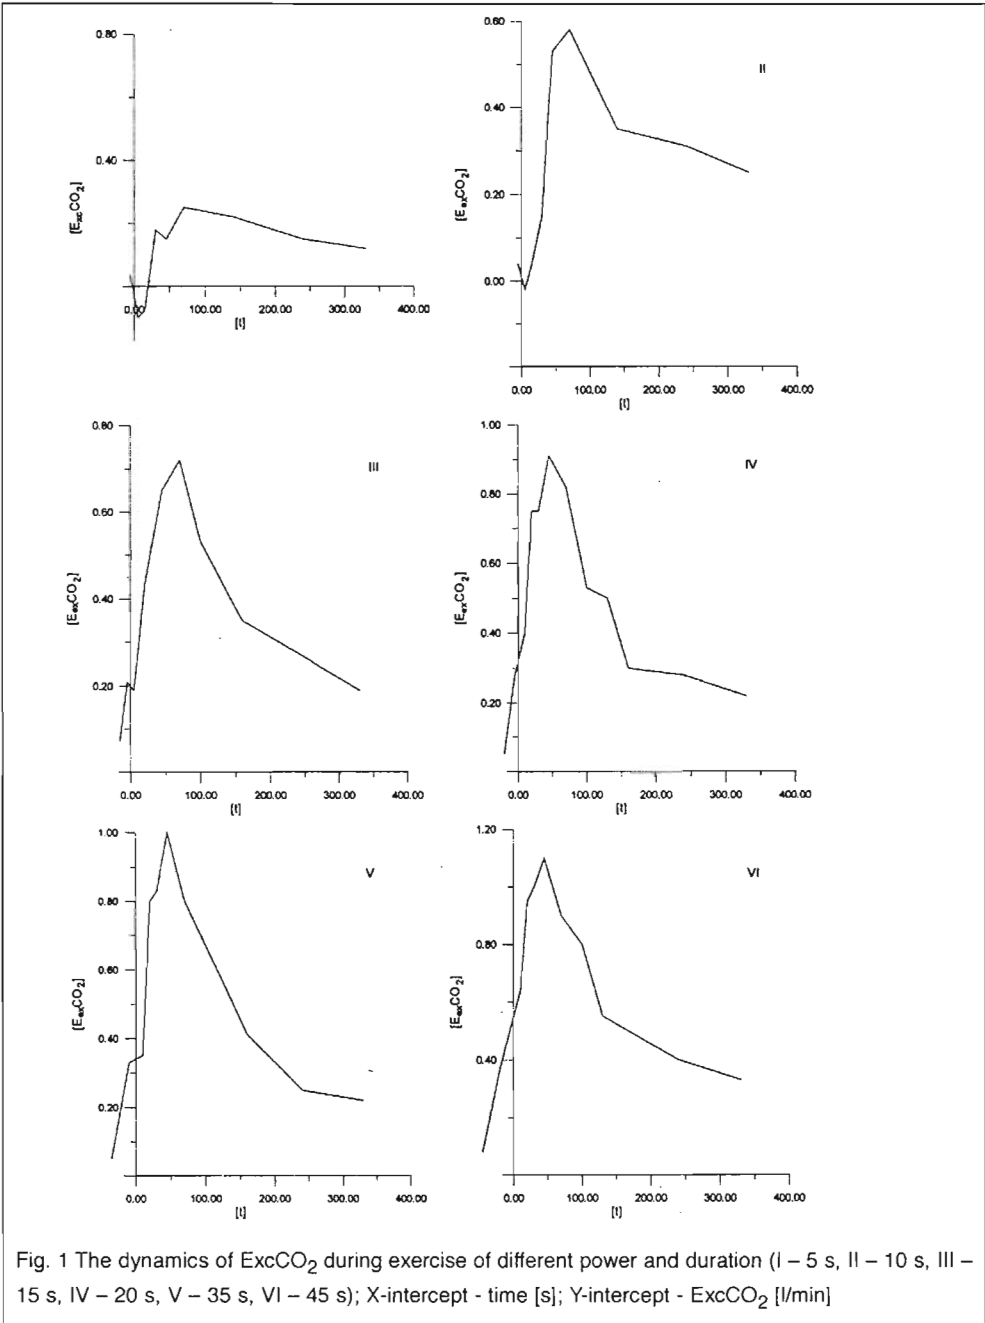 0.80
0.40
[ExcCO2]
0.00 100.00 200.00 300.00 400.00
[t]
0.60
II
0.40
0.20
0.00
[EexCO2]
0.00 100.00 200.00 300.00 400.00
[t]
0.80
III
0.60
0.40
0.20
[EexCO2]
0.00 100.00 200.00 300.00 400.00
[t]
1.00
IV
0.80
0.60
0.40
0.20
[EexCO2]
0.00 100.00 200.00 300.00 400.00
[t]
1.00
V
0.80
0.60
0.40
0.20
[EexCO2]
0.00 100.00 200.00 300.00 400.00
[t]
1.20
VI
0.80
0.40
[EexCO2]
0.00 100.00 200.00 300.00 400.00
[t]
Fig. 1 The dynamics of ExcCO2 during exercise of different power and duration (I – 5 s, II – 10 s, III –
15 s, IV – 20 s, V – 35 s, VI – 45 s); X-intercept - time [s]; Y-intercept - ExcCO2 [l/min]